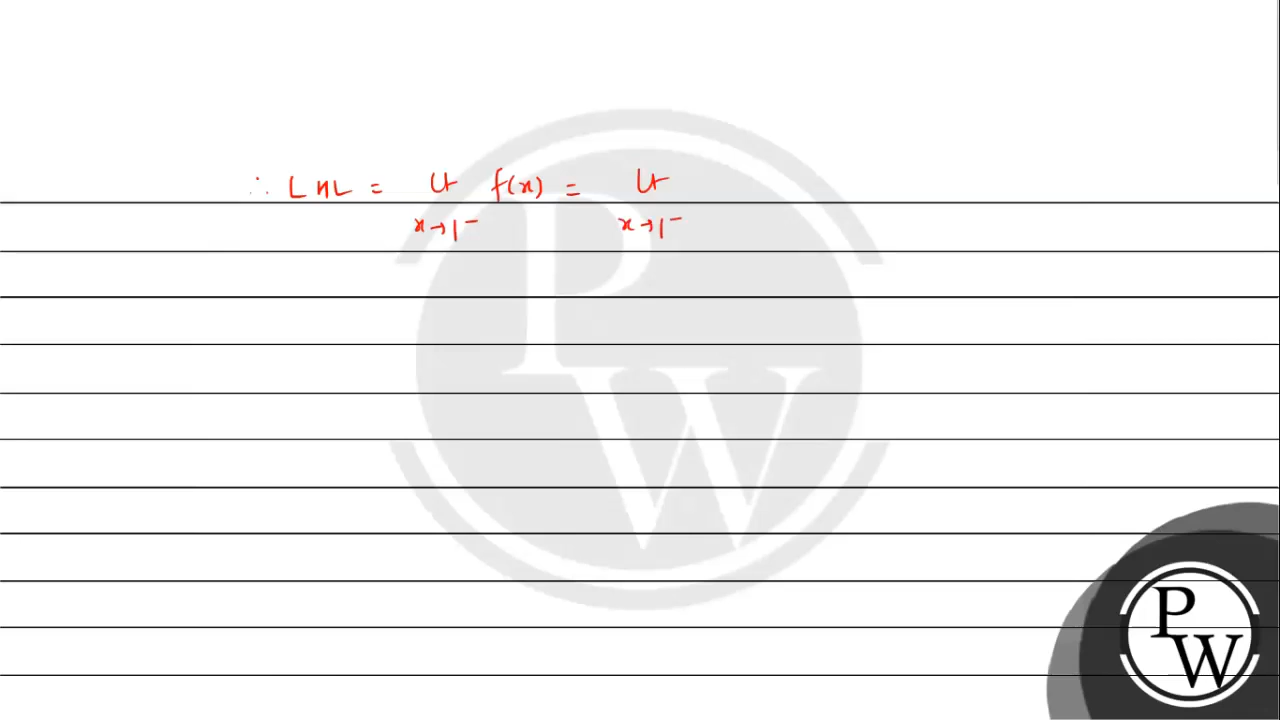 ∴ LHL = Lt f(x) = Lt
x→1⁻ x→1⁻
P
W
P
W